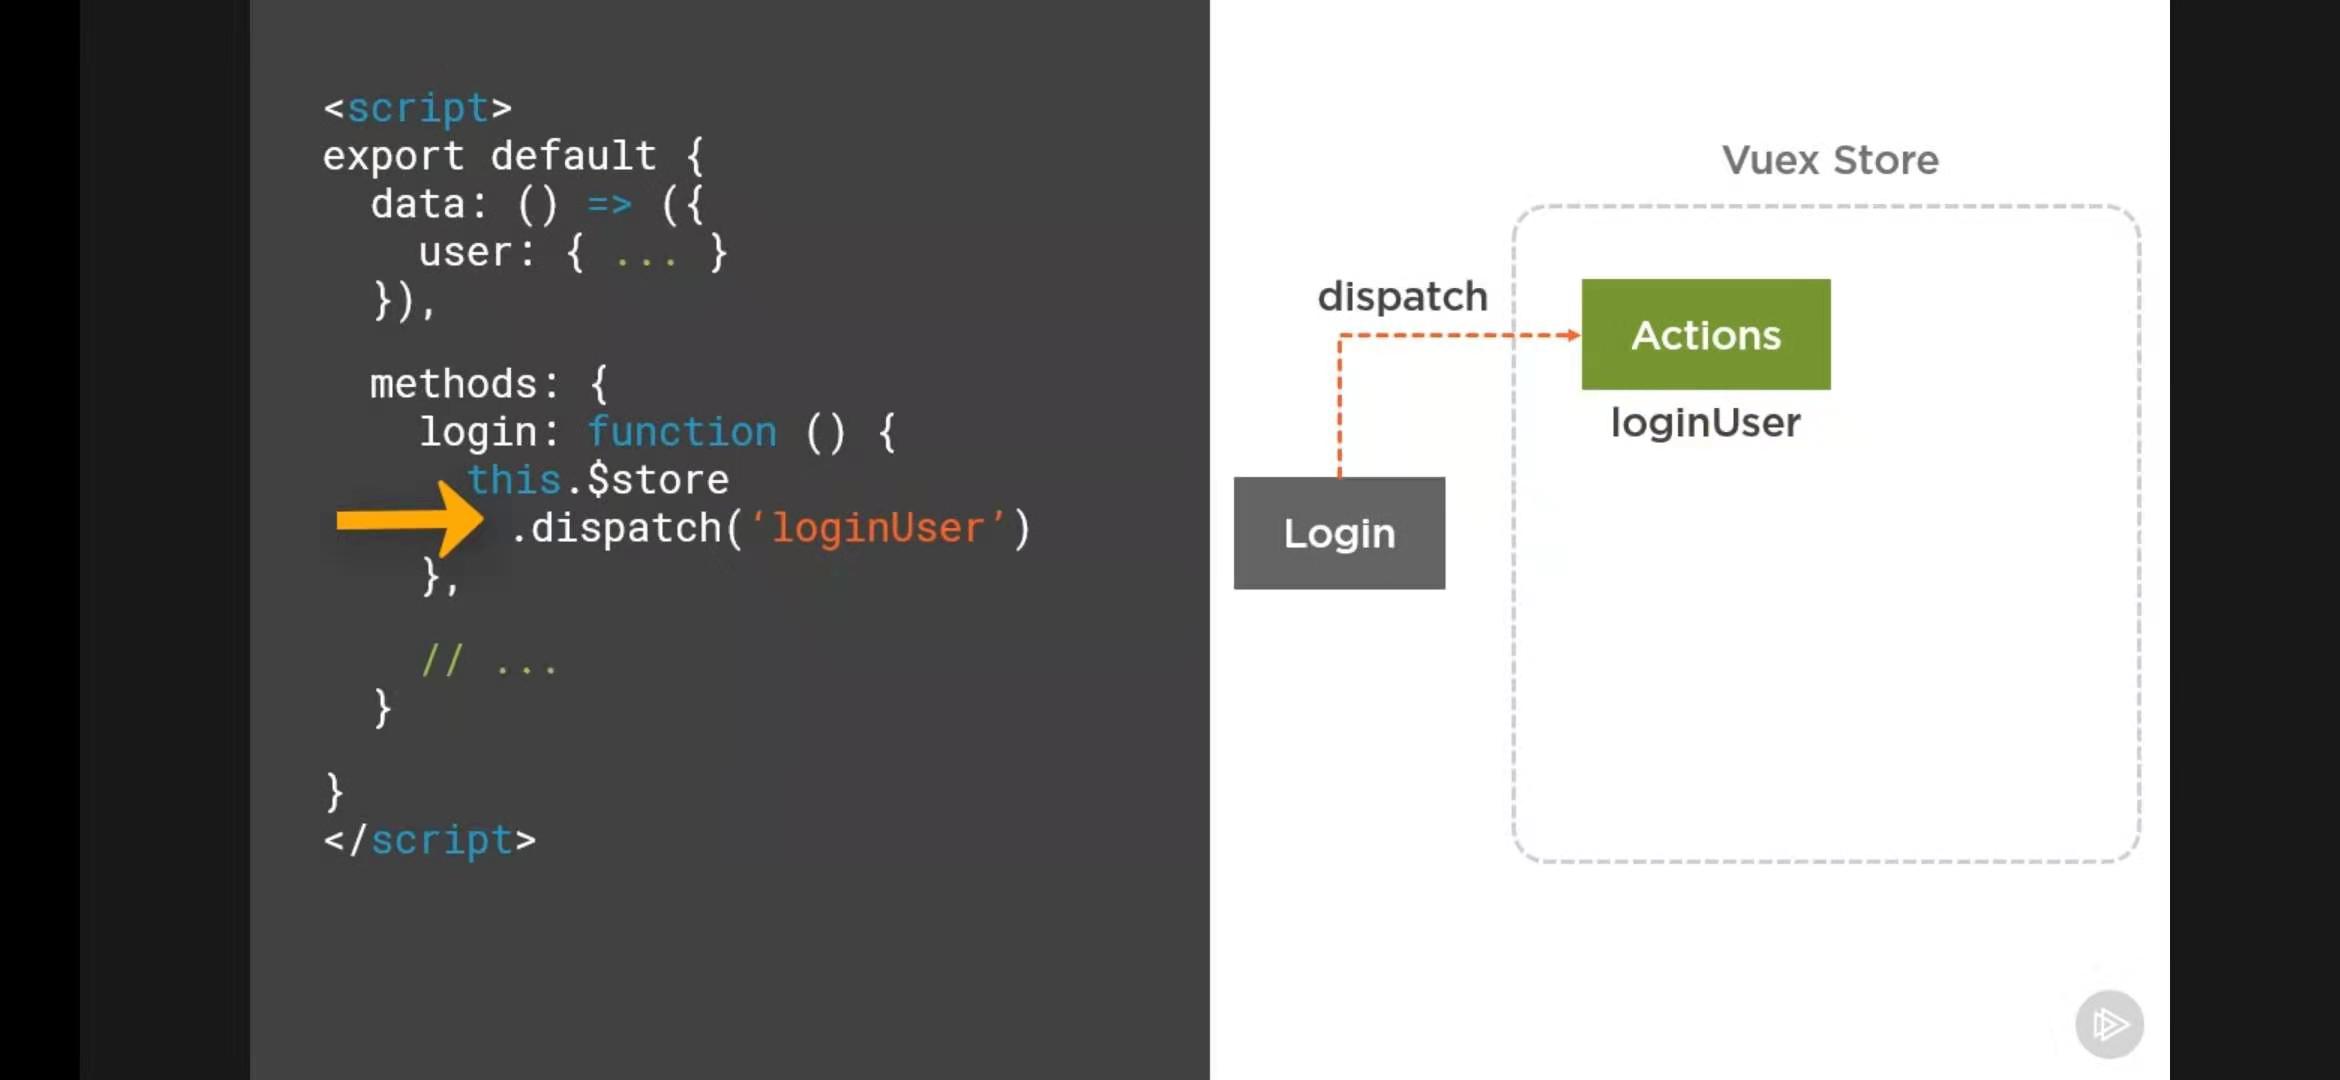 <script>
export default {
data: () => ({
user: { ... }
}),
methods: {
login: function () {
this.$store
.dispatch(‘loginUser’)
},
// ...
}
}
</script>
Vuex Store
dispatch
Actions
loginUser
Login